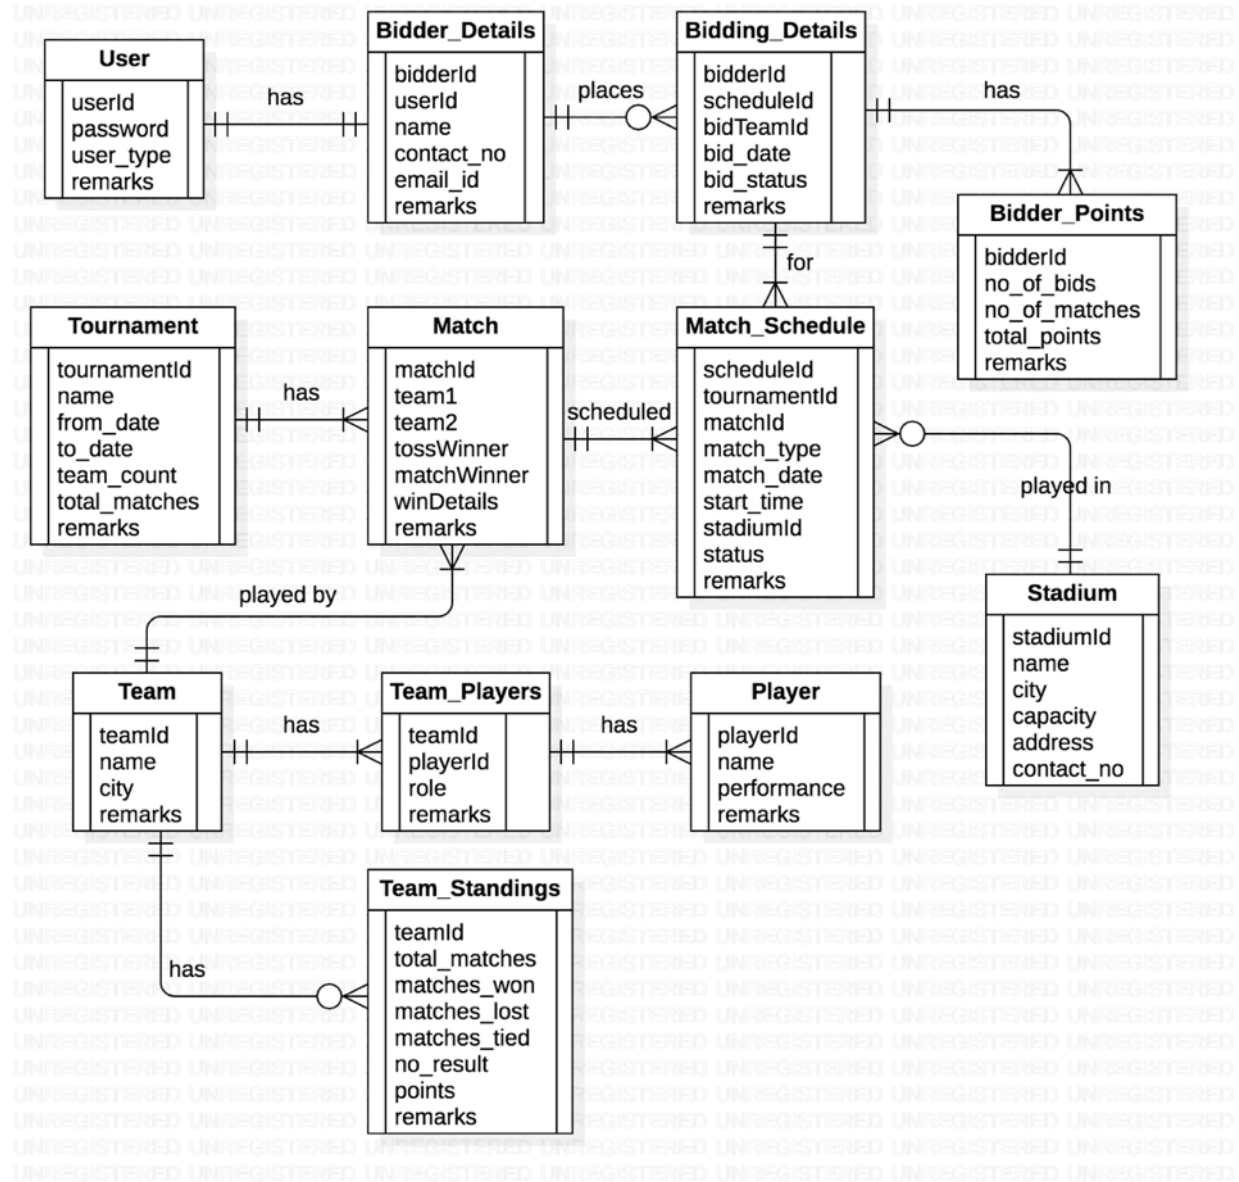 User
userId
password
user_type
remarks
has
Bidder_Details
bidderId
userId
name
contact_no
email_id
remarks
places
Bidding_Details
bidderId
scheduleId
bidTeamId
bid_date
bid_status
remarks
has
Bidder_Points
bidderId
no_of_bids
no_of_matches
total_points
remarks
for
Tournament
tournamentId
name
from_date
to_date
team_count
total_matches
remarks
has
Match
matchId
team1
team2
tossWinner
matchWinner
winDetails
remarks
scheduled
Match_Schedule
scheduleId
tournamentId
matchId
match_type
match_date
start_time
stadiumId
status
remarks
played in
Stadium
stadiumId
name
city
capacity
address
contact_no
played by
Team
teamId
name
city
remarks
has
Team_Players
teamId
playerId
role
remarks
has
Player
playerId
name
performance
remarks
has
Team_Standings
teamId
total_matches
matches_won
matches_lost
matches_tied
no_result
points
remarks
UNREGISTERED